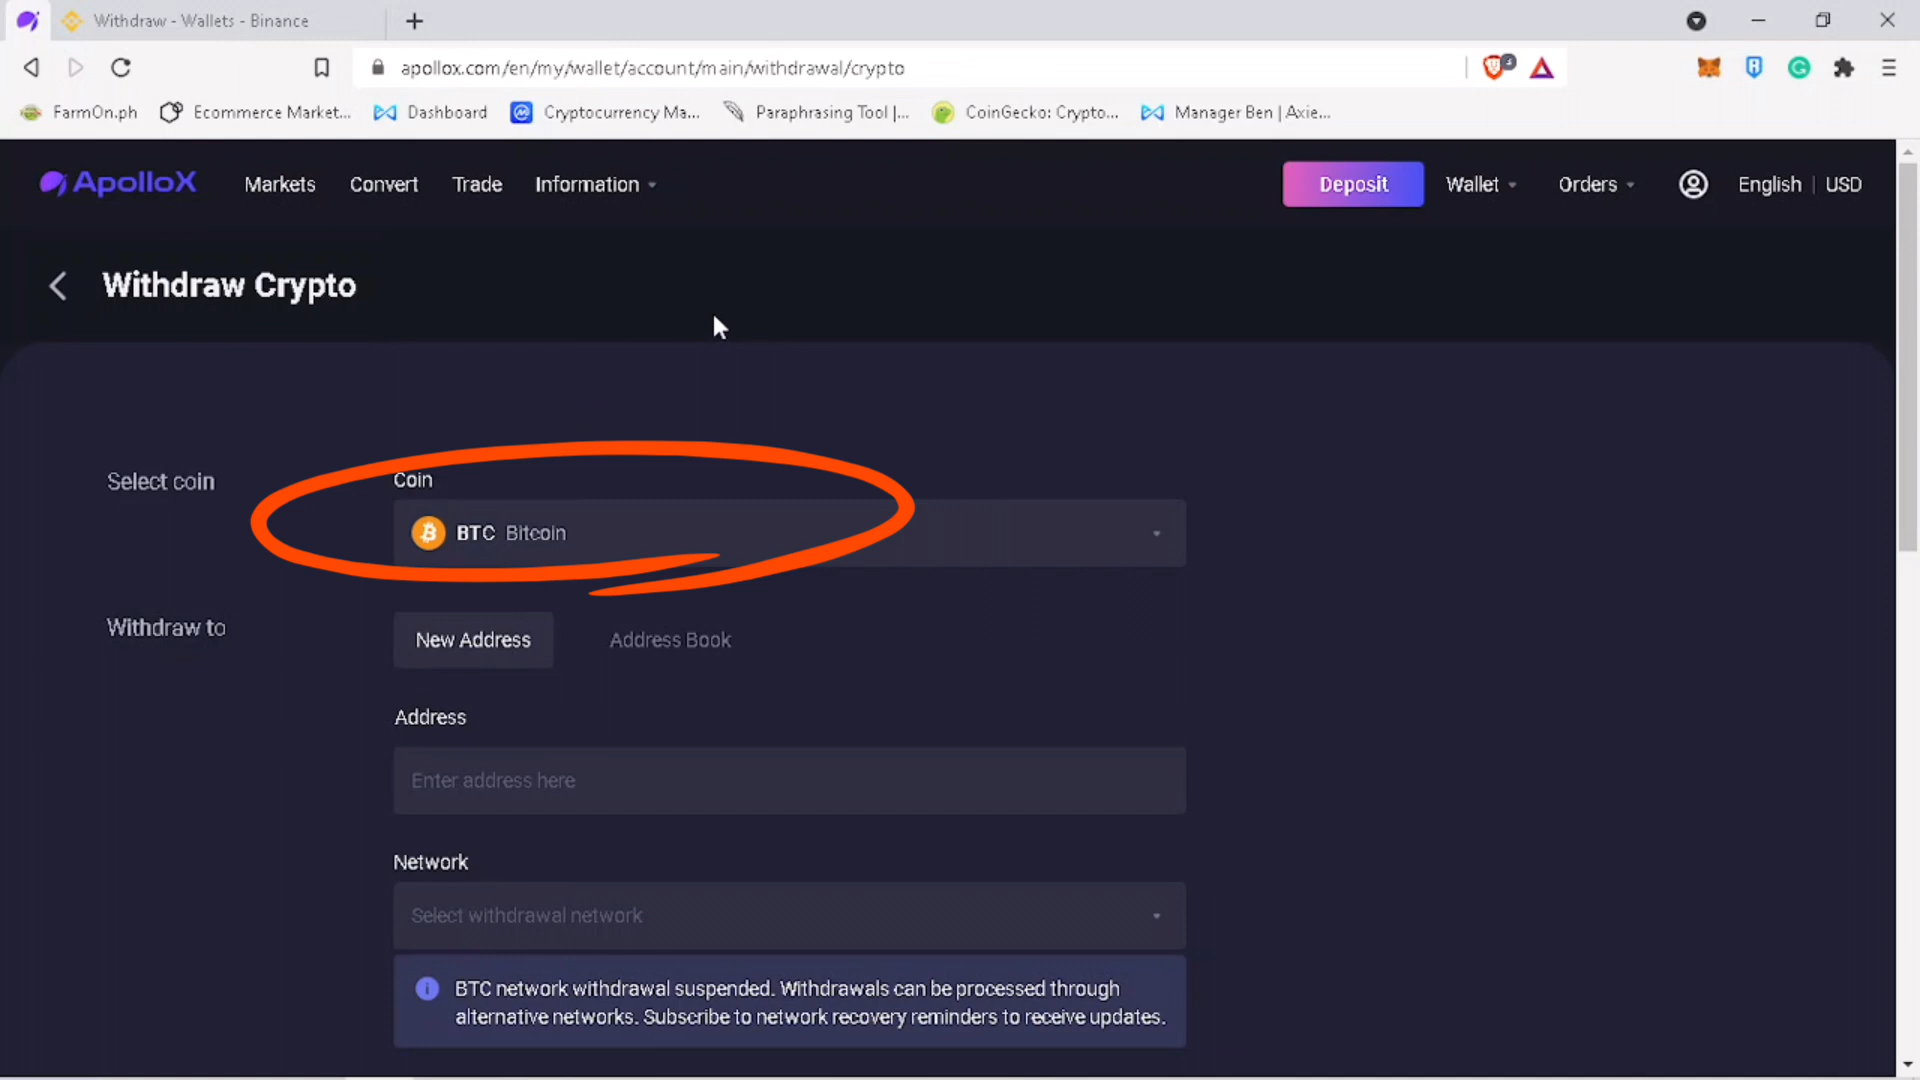 Withdraw - Wallets - Binance
apollox.com/en/my/wallet/account/main/withdrawal/crypto
FarmOn.ph Ecommerce Market... Dashboard Cryptocurrency Ma... Paraphrasing Tool |... CoinGecko: Crypto... Manager Ben | Axie...
ApolloX Markets Convert Trade Information Deposit Wallet Orders English | USD
Withdraw Crypto
Select coin
Coin
BTC Bitcoin
Withdraw to
New Address Address Book
Address
Enter address here
Network
Select withdrawal network
BTC network withdrawal suspended. Withdrawals can be processed through
alternative networks. Subscribe to network recovery reminders to receive updates.